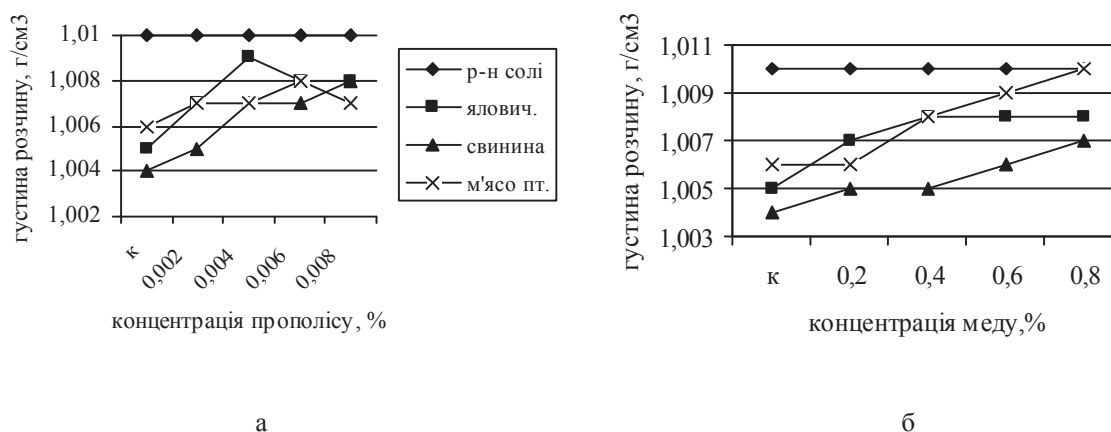 густина розчину, г/см3
1,01
1,008
1,006
1,004
1,002
к
0,002
0,004
0,006
0,008
концентрація прополісу, %
р-н солі
ялович.
свинина
м'ясо пт.
а
густина розчину, г/см3
1,011
1,009
1,007
1,005
1,003
к 0,2 0,4 0,6 0,8
концентрація меду,%
б